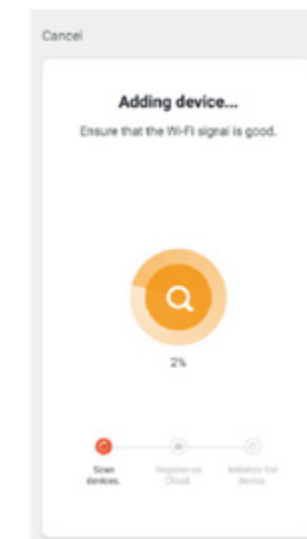 Cancel
Adding device...
Ensure that the Wi-Fi signal is good.
2%
Scan
devices.
Register on
Cloud.
Initialize the
device.